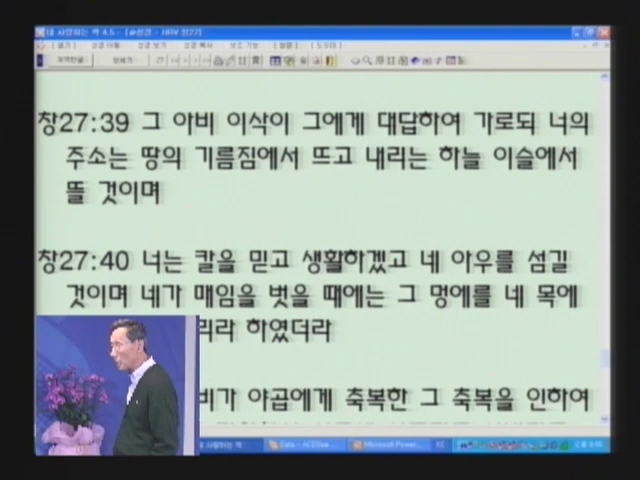 창27:39 그 아비 이삭이 그에게 대답하여 가로되 너의
주소는 땅의 기름짐에서 뜨고 내리는 하늘 이슬에서
뜰 것이며
창27:40 너는 칼을 믿고 생활하겠고 네 아우를 섬길
것이며 네가 매임을 벗을 때에는 그 멍에를 네 목에
리라 하였더라
비가 야곱에게 축복한 그 축복을 인하여